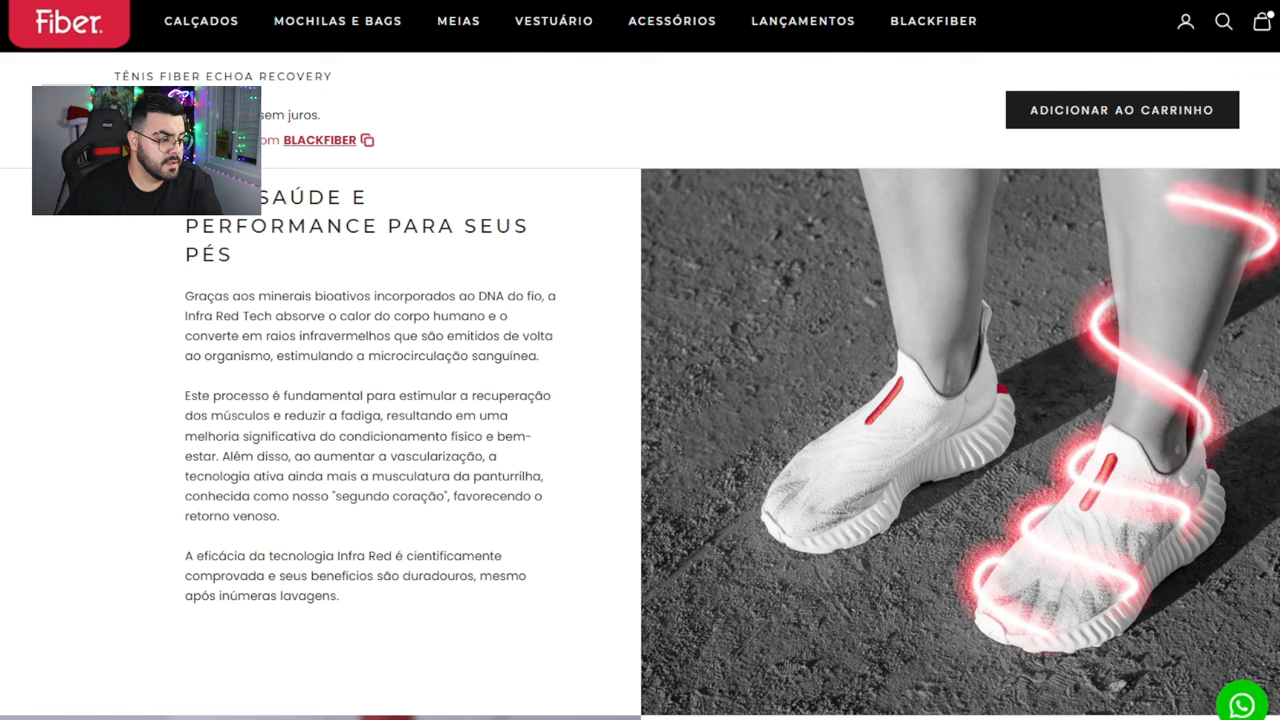 Fiber.
CALÇADOS
MOCHILAS E BAGS
MEIAS
VESTUÁRIO
ACESSÓRIOS
LANÇAMENTOS
BLACKFIBER
TÊNIS FIBER ECHOA RECOVERY
sem juros.
BLACKFIBER
ADICIONAR AO CARRINHO
SAÚDE E
PERFORMANCE PARA SEUS
PÉS
Graças aos minerais bioativos incorporados ao DNA do fio, a
Infra Red Tech absorve o calor do corpo humano e o
converte em raios infravermelhos que são emitidos de volta
ao organismo, estimulando a microcirculação sanguínea.
Este processo é fundamental para estimular a recuperação
dos músculos e reduzir a fadiga, resultando em uma
melhoria significativa do condicionamento físico e bem-
estar. Além disso, ao aumentar a vascularização, a
tecnologia ativa ainda mais a musculatura da panturrilha,
conhecida como nosso "segundo coração", favorecendo o
retorno venoso.
A eficácia da tecnologia Infra Red é cientificamente
comprovada e seus benefícios são duradouros, mesmo
após inúmeras lavagens.